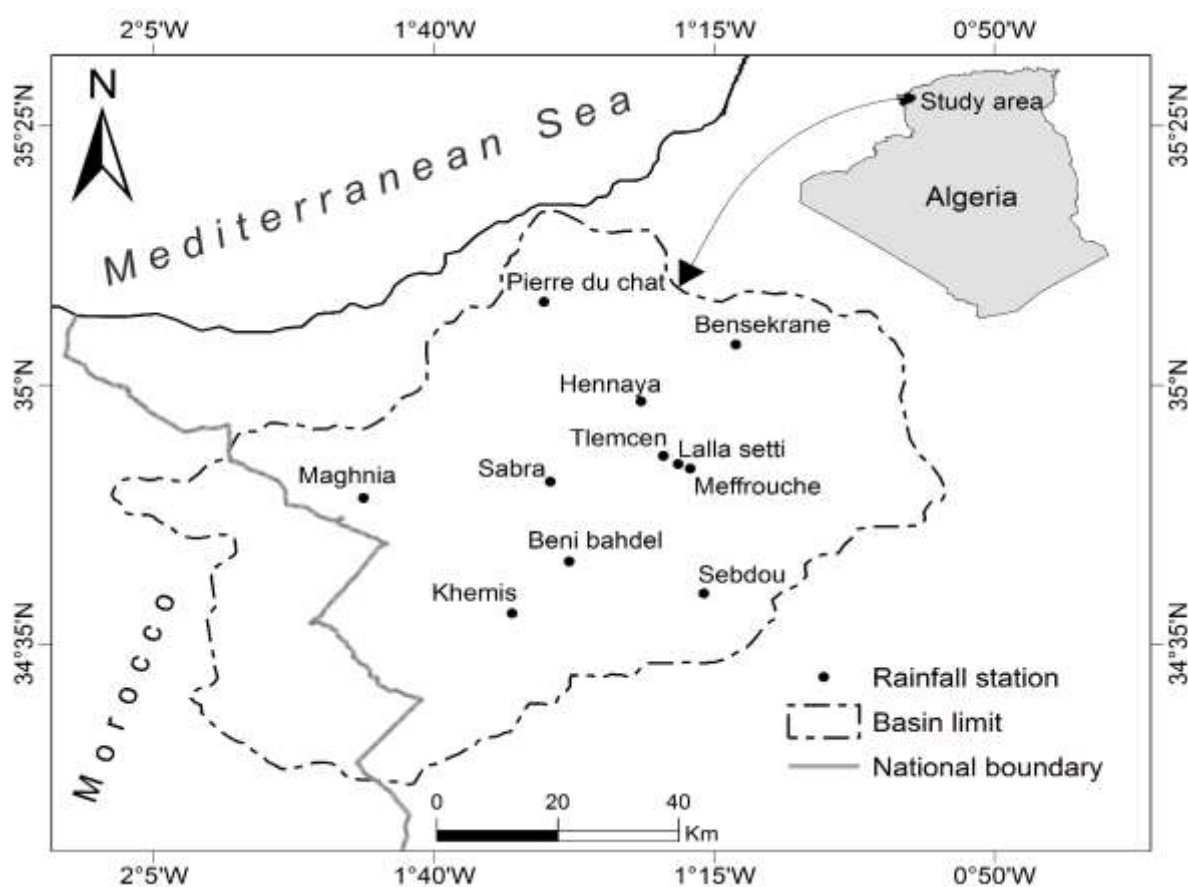 2°5'W 1°40'W 1°15'W 0°50'W
N
35°25'N
35°25'N
Mediterranean Sea
Study area
Algeria
Pierre du chat
Bensekrane
35°N
35°N
Hennaya
Tlemcen
Lalla setti
Maghnia
Sabra
Meffrouche
Beni bahdel
Sebdou
Khemis
34°35'N
34°35'N
Morocco
Rainfall station
Basin limit
National boundary
0 20 40
Km
2°5'W 1°40'W 1°15'W 0°50'W